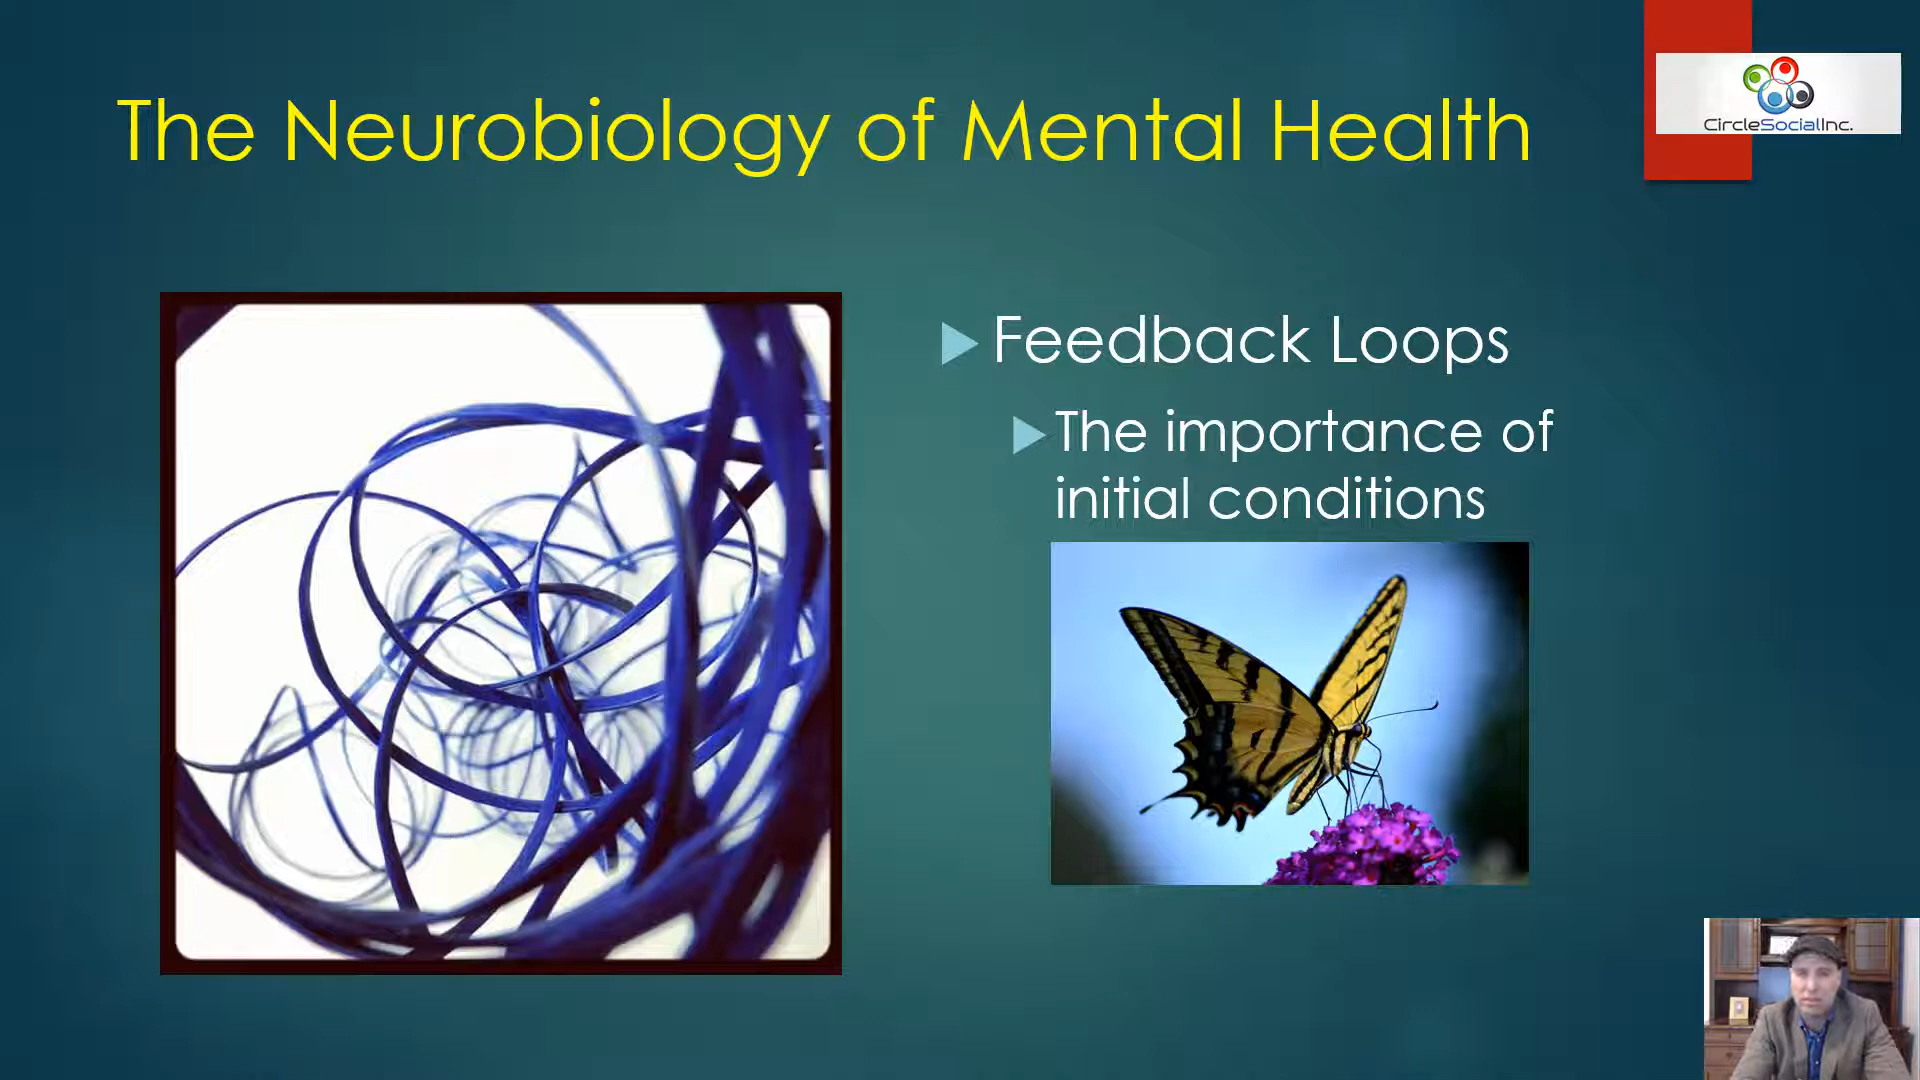 The Neurobiology of Mental Health
CircleSocialInc.
Feedback Loops
The importance of
initial conditions